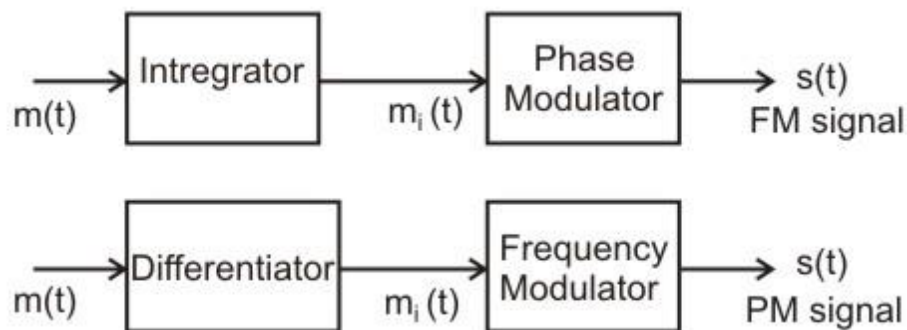 Intregrator
Phase
Modulator
m(t)
mᵢ(t)
s(t)
FM signal
Differentiator
Frequency
Modulator
m(t)
mᵢ(t)
s(t)
PM signal